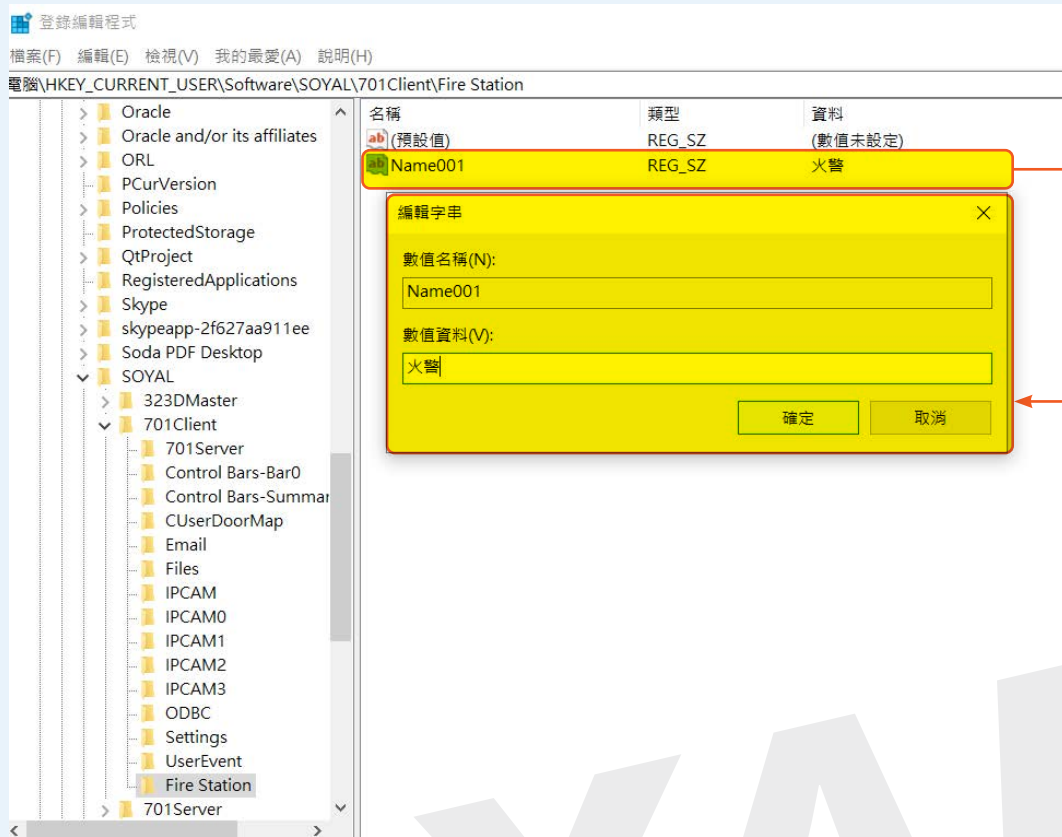 登錄編輯程式
檔案(F) 編輯(E) 檢視(V) 我的最愛(A) 說明(H)
電腦\HKEY_CURRENT_USER\Software\SOYAL\701Client\Fire Station
Oracle
Oracle and/or its affiliates
ORL
PCurVersion
Policies
ProtectedStorage
QtProject
RegisteredApplications
Skype
skypeapp-2f627aa911ee
Soda PDF Desktop
SOYAL
323DMaster
701Client
701Server
Control Bars-Bar0
Control Bars-Summar
CUserDoorMap
Email
Files
IPCAM
IPCAM0
IPCAM1
IPCAM2
IPCAM3
ODBC
Settings
UserEvent
Fire Station
701Server
名稱 類型 資料
ab (預設值) REG_SZ (數值未設定)
ab Name001 REG_SZ 火警
編輯字串
數值名稱(N):
Name001
數值資料(V):
火警
確定 取消
YAL